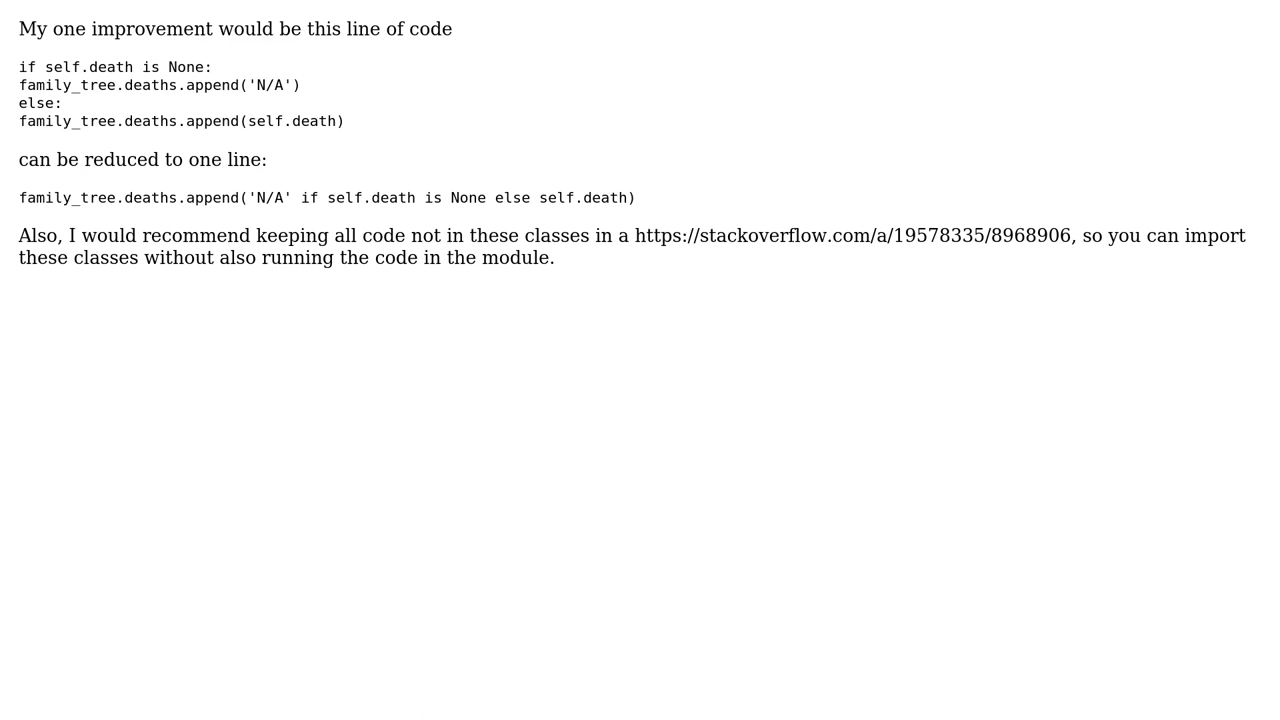 My one improvement would be this line of code
if self.death is None:
family_tree.deaths.append('N/A')
else:
family_tree.deaths.append(self.death)
can be reduced to one line:
family_tree.deaths.append('N/A' if self.death is None else self.death)
Also, I would recommend keeping all code not in these classes in a https://stackoverflow.com/a/19578335/8968906, so you can import
these classes without also running the code in the module.